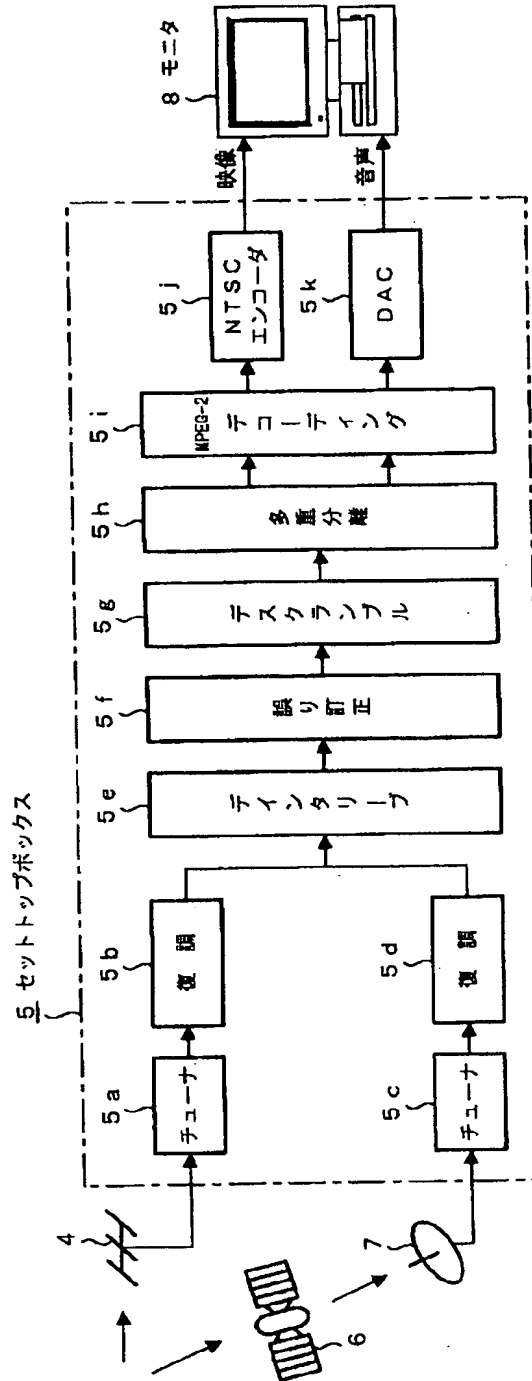 5 セットトップボックス
4
6
7
5a
チューナ
5b
復調
5c
チューナ
5d
復調
5e
デインタリーブ
5f
誤り訂正
5g
デスクランブル
5h
多重分離
5i
MPEG-2
デコーディング
5j
NTSC
エンコーダ
5k
DAC
映像
音声
8 モニタ